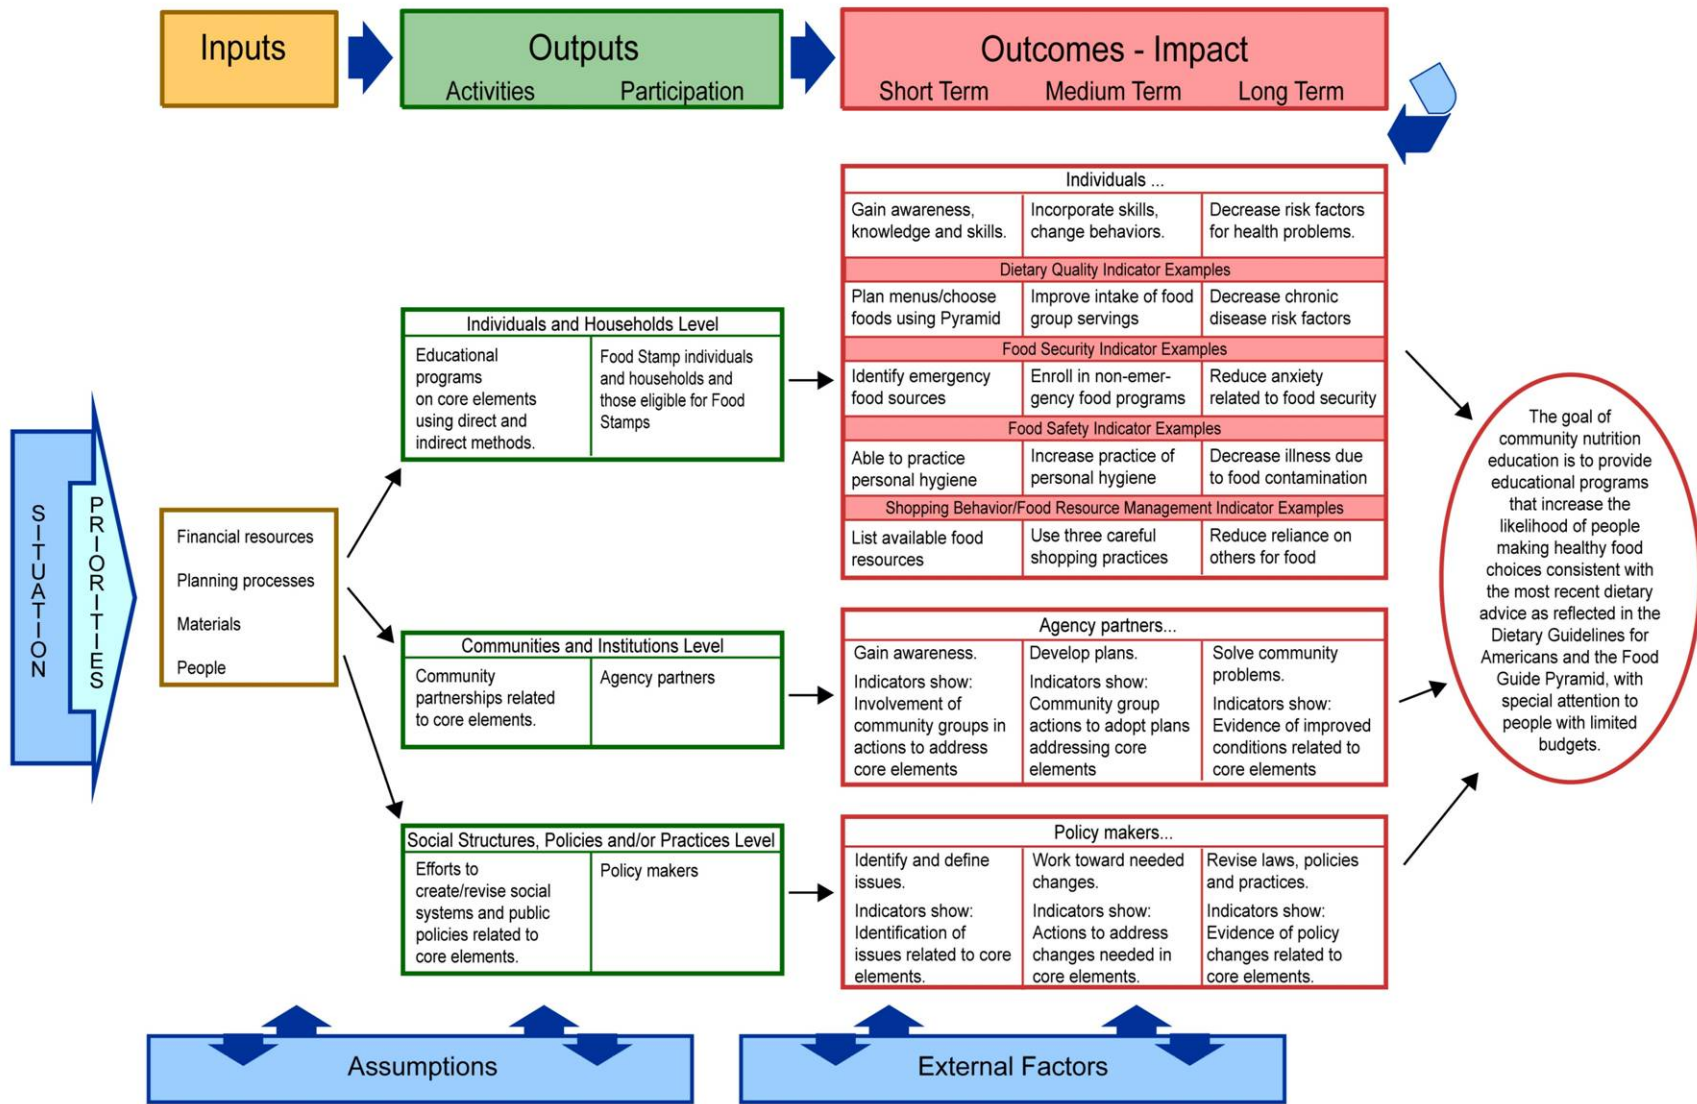 Inputs
Outputs
Activities
Participation
Outcomes - Impact
Short Term
Medium Term
Long Term
SITUATION
PRIORITIES
Financial resources
Planning processes
Materials
People
Individuals and Households Level
Educational
programs
on core elements
using direct and
indirect methods.
Food Stamp individuals
and households and
those eligible for Food
Stamps
Communities and Institutions Level
Community
partnerships related
to core elements.
Agency partners
Social Structures, Policies and/or Practices Level
Efforts to
create/revise social
systems and public
policies related to
core elements.
Policy makers
Individuals ...
Gain awareness,
knowledge and skills.
Incorporate skills,
change behaviors.
Decrease risk factors
for health problems.
Dietary Quality Indicator Examples
Plan menus/choose
foods using Pyramid
Improve intake of food
group servings
Decrease chronic
disease risk factors
Food Security Indicator Examples
Identify emergency
food sources
Enroll in non-emer-
gency food programs
Reduce anxiety
related to food security
Food Safety Indicator Examples
Able to practice
personal hygiene
Increase practice of
personal hygiene
Decrease illness due
to food contamination
Shopping Behavior/Food Resource Management Indicator Examples
List available food
resources
Use three careful
shopping practices
Reduce reliance on
others for food
Agency partners...
Gain awareness.
Indicators show:
Involvement of
community groups in
actions to address
core elements
Develop plans.
Indicators show:
Community group
actions to adopt plans
addressing core
elements
Solve community
problems.
Indicators show:
Evidence of improved
conditions related to
core elements
Policy makers...
Identify and define
issues.
Indicators show:
Identification of
issues related to core
elements.
Work toward needed
changes.
Indicators show:
Actions to address
changes needed in
core elements.
Revise laws, policies
and practices.
Indicators show:
Evidence of policy
changes related to
core elements.
The goal of
community nutrition
education is to provide
educational programs
that increase the
likelihood of people
making healthy food
choices consistent with
the most recent dietary
advice as reflected in the
Dietary Guidelines for
Americans and the Food
Guide Pyramid, with
special attention to
people with limited
budgets.
Assumptions
External Factors